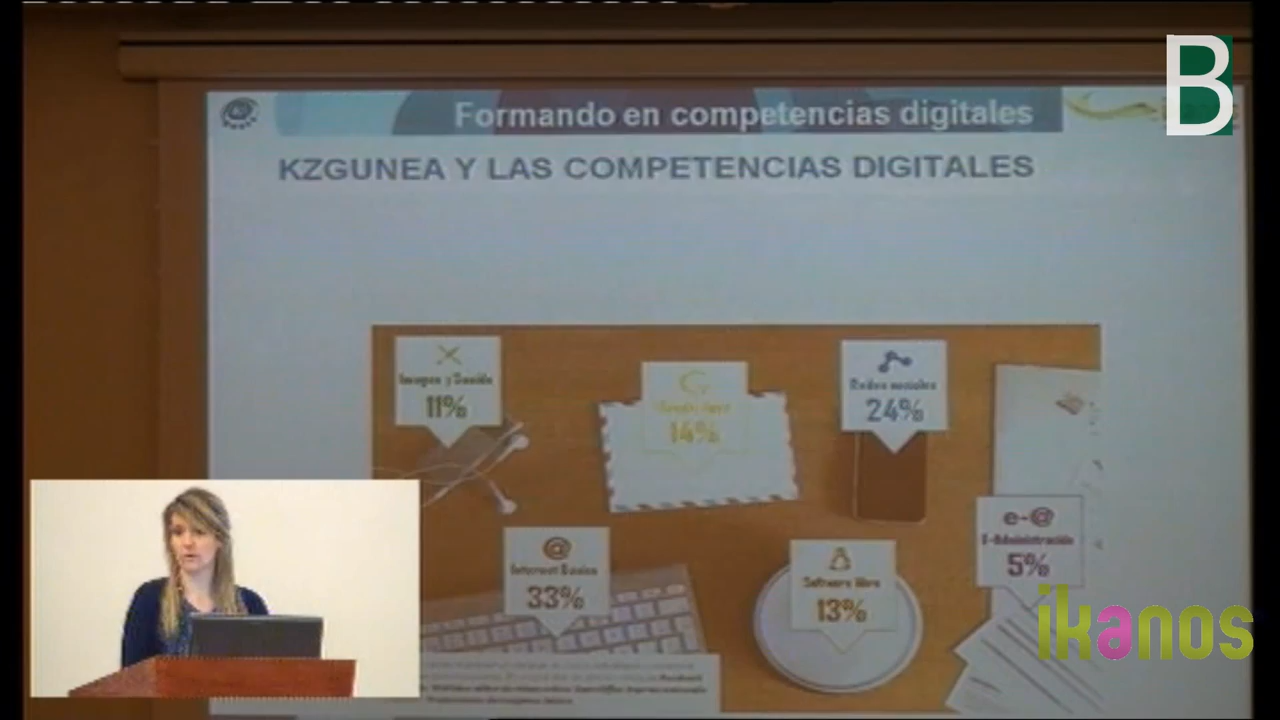 B
Formando en competencias digitales
KZGUNEA Y LAS COMPETENCIAS DIGITALES
Imagen y Sonido
11%
14%
Redes sociales
24%
e-@
E-Administración
5%
@
Internet Básico
33%
Software libre
13%
ikanos